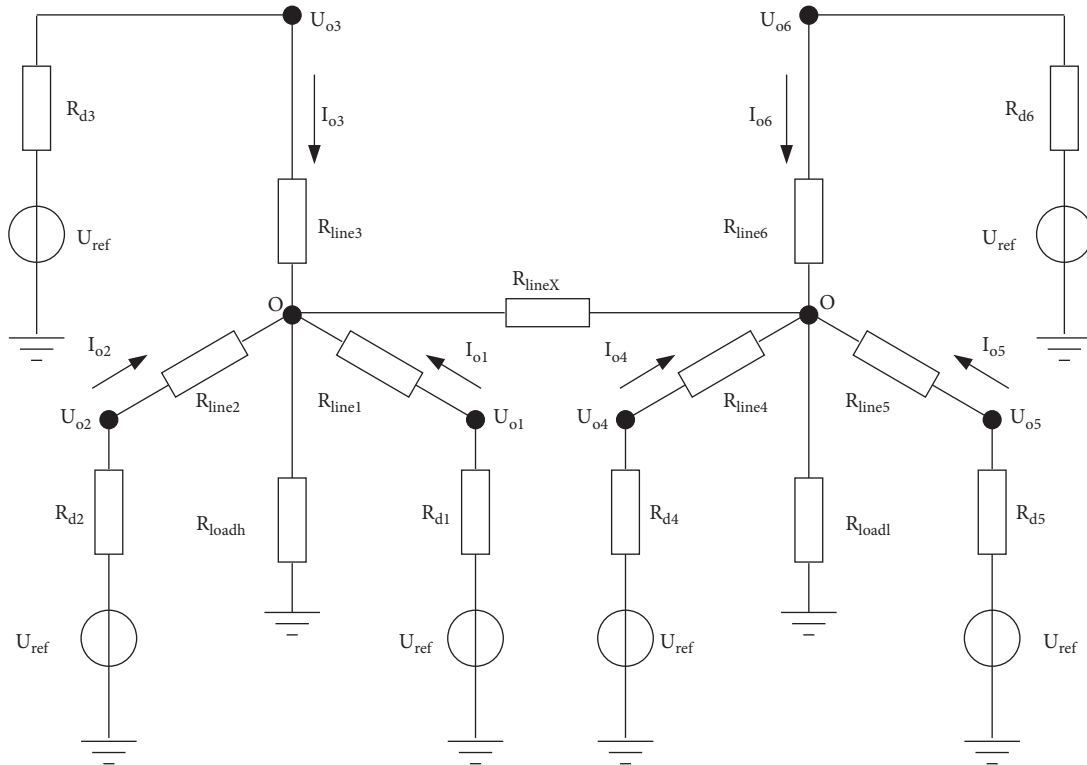 U_o3
U_o6
R_d3
I_o3
I_o6
R_d6
U_ref
R_line3
R_line6
U_ref
R_lineX
O
O
I_o2
I_o1
I_o4
I_o5
R_line2
R_line1
R_line4
R_line5
U_o2
U_o1
U_o4
U_o5
R_d2
R_loadh
R_d1
R_d4
R_loadl
R_d5
U_ref
U_ref
U_ref
U_ref